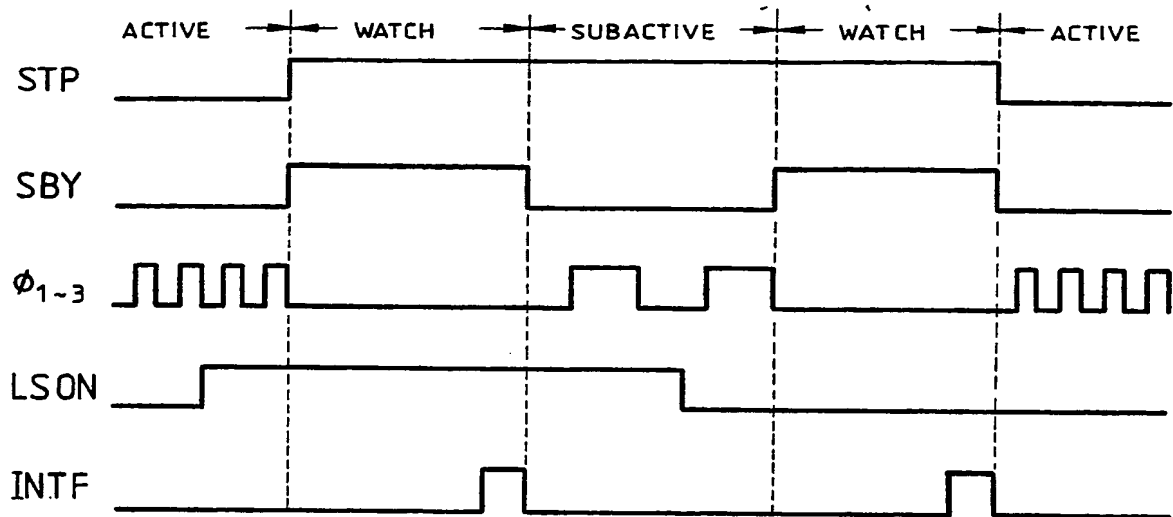 ACTIVE WATCH SUBACTIVE WATCH ACTIVE
STP
SBY
ϕ1~3
LSON
INTF